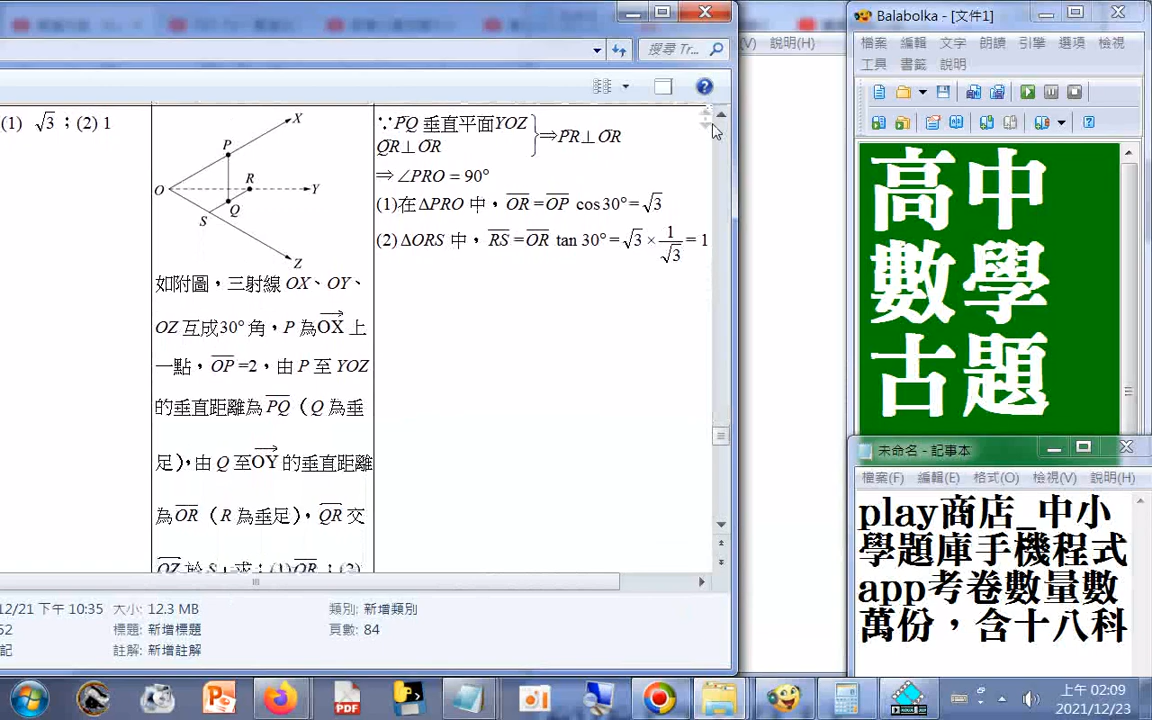 搜尋 Tr...
(V) 說明(H)
(1) √3；(2) 1
X
P
R
O
Y
Q
S
Z
如附圖，三射線 OX、OY、
OZ 互成30°角，P 為OX 上
一點，OP =2，由 P 至 YOZ
的垂直距離為 PQ（Q 為垂
足），由 Q 至OY 的垂直距離
為OR（R 為垂足），QR 交
OZ 於 S，求：(1)OR；(2)
∵PQ 垂直平面YOZ
QR⊥OR
⇒PR⊥OR
⇒ ∠PRO = 90°
(1)在 ΔPRO 中，OR =OP cos30°= √3
(2) ΔORS 中，RS =OR tan 30°= √3 × 1/√3 = 1
12/21 下午 10:35 大小: 12.3 MB 類別: 新增類別
52 標題: 新增標題 頁數: 84
記 註解: 新增註解
Balabolka - [文件1]
檔案 編輯 文字 朗讀 引擎 選項 檢視
工具 書籤 說明
高中
數學
古題
未命名 - 記事本
檔案(F) 編輯(E) 格式(O) 檢視(V) 說明(H)
play商店_中小
學題庫手機程式
app考卷數量數
萬份，含十八科
上午 02:09
2021/12/23